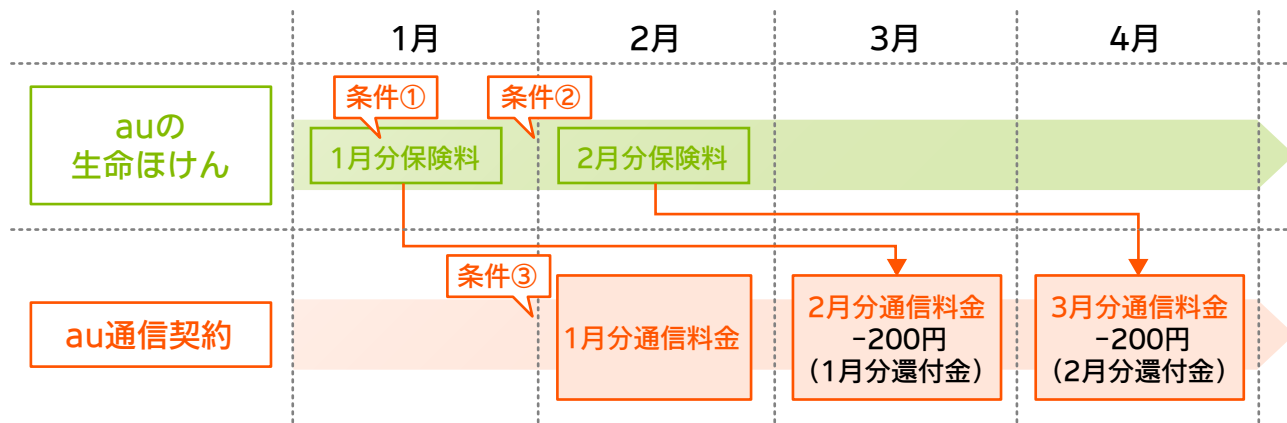 1月
2月
3月
4月
auの
生命ほけん
条件①
条件②
1月分保険料
2月分保険料
au通信契約
条件③
1月分通信料金
2月分通信料金
-200円
（1月分還付金）
3月分通信料金
-200円
（2月分還付金）